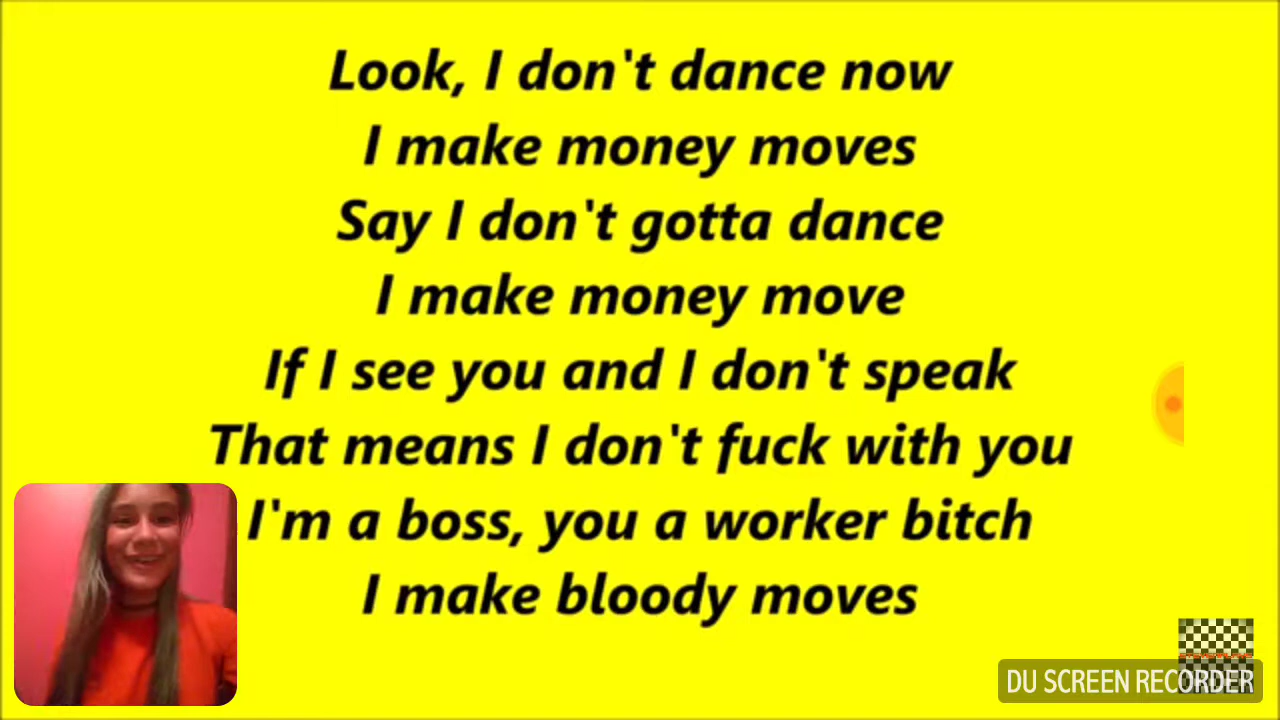 Look, I don't dance now
I make money moves
Say I don't gotta dance
I make money move
If I see you and I don't speak
That means I don't fuck with you
I'm a boss, you a worker bitch
I make bloody moves
DU SCREEN RECORDER